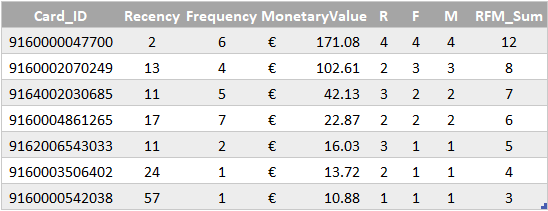 Card_ID Recency Frequency MonetaryValue R F M RFM_Sum
9160000047700 2 6 € 171.08 4 4 4 12
9160002070249 13 4 € 102.61 2 3 3 8
9164002030685 11 5 € 42.13 3 2 2 7
9160004861265 17 7 € 22.87 2 2 2 6
9162006543033 11 2 € 16.03 3 1 1 5
9160003506402 24 1 € 13.72 2 1 1 4
9160000542038 57 1 € 10.88 1 1 1 3